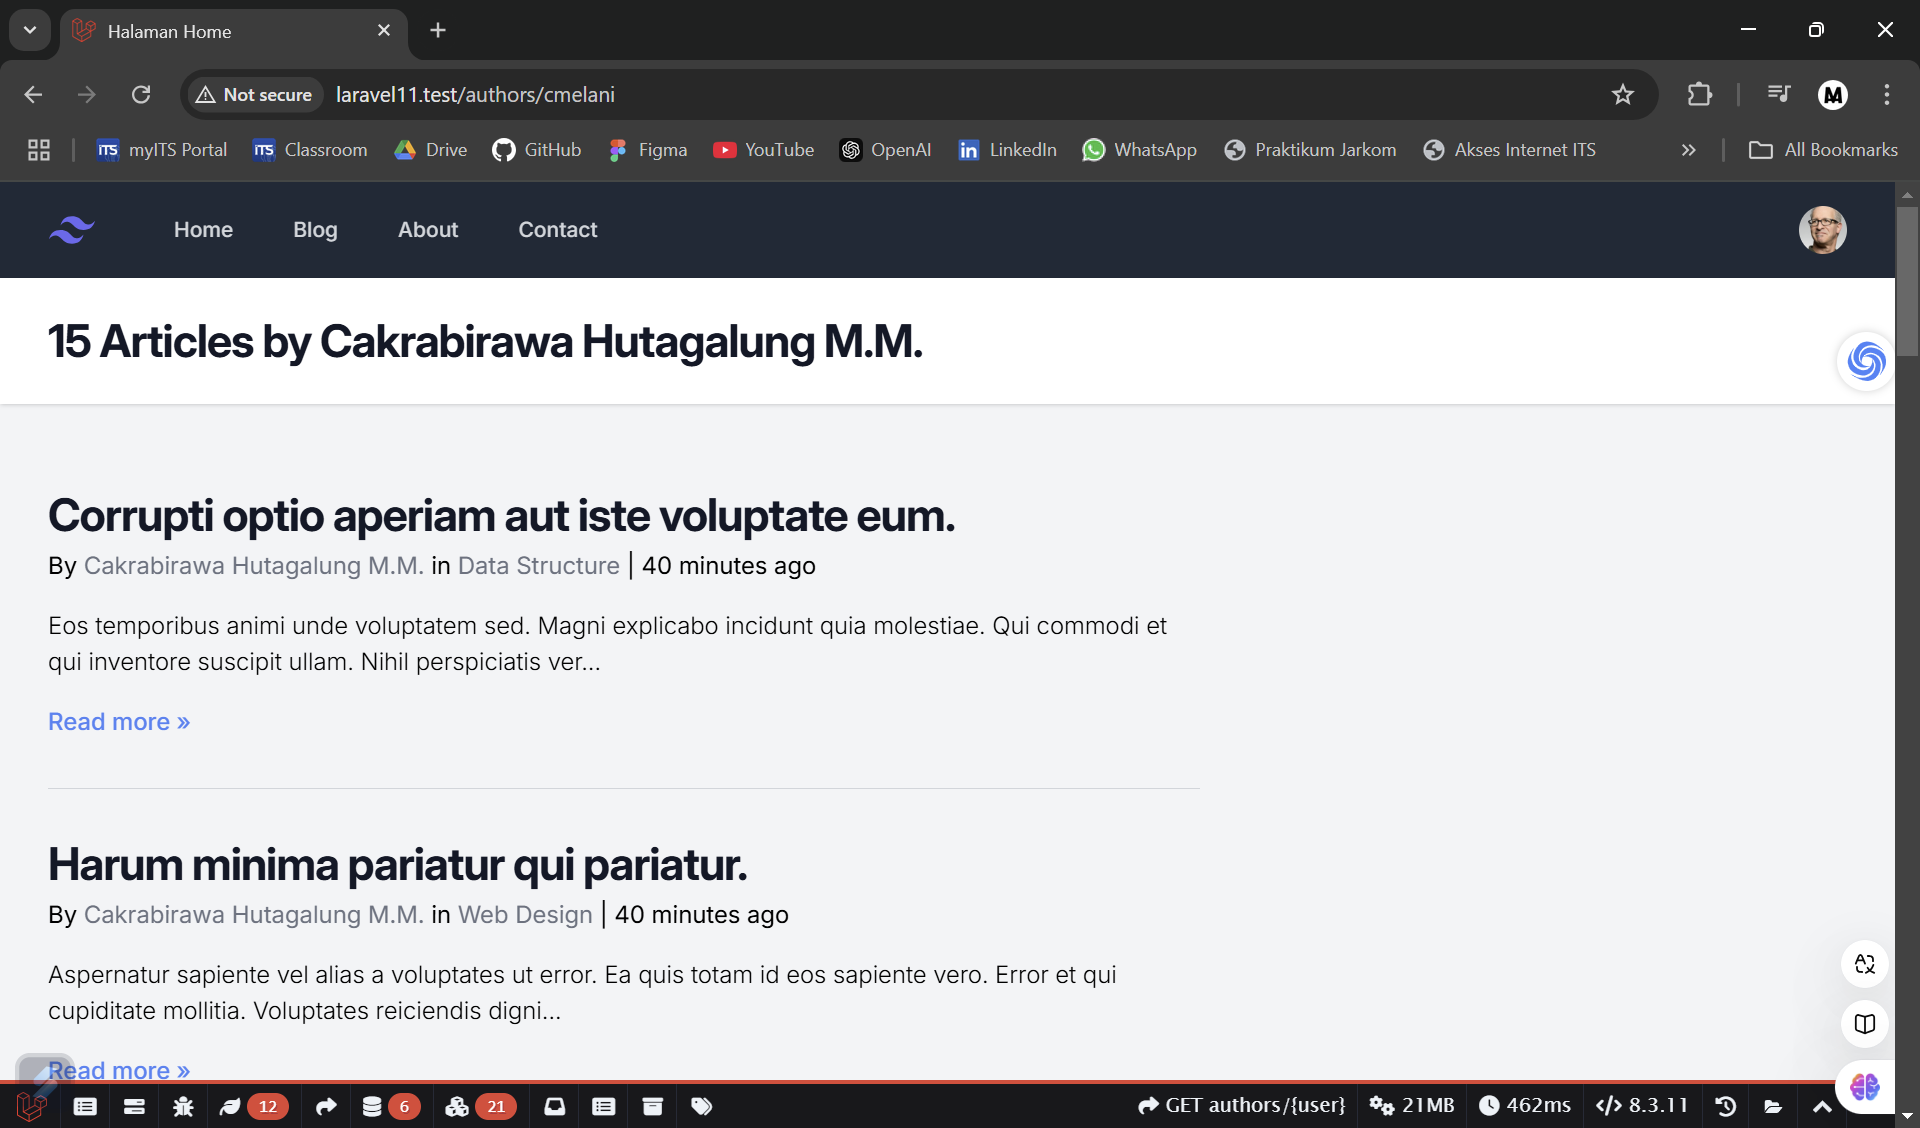 Halaman Home
Not secure laravel11.test/authors/cmelani
myITS Portal Classroom Drive GitHub Figma YouTube OpenAI LinkedIn WhatsApp Praktikum Jarkom Akses Internet ITS » All Bookmarks
Home Blog About Contact
15 Articles by Cakrabirawa Hutagalung M.M.
Corrupti optio aperiam aut iste voluptate eum.
By Cakrabirawa Hutagalung M.M. in Data Structure | 40 minutes ago
Eos temporibus animi unde voluptatem sed. Magni explicabo incidunt quia molestiae. Qui commodi et
qui inventore suscipit ullam. Nihil perspiciatis ver...
Read more »
Harum minima pariatur qui pariatur.
By Cakrabirawa Hutagalung M.M. in Web Design | 40 minutes ago
Aspernatur sapiente vel alias a voluptates ut error. Ea quis totam id eos sapiente vero. Error et qui
cupiditate mollitia. Voluptates reiciendis digni...
Read more »
12 6 21 GET authors/{user} 21MB 462ms 8.3.11